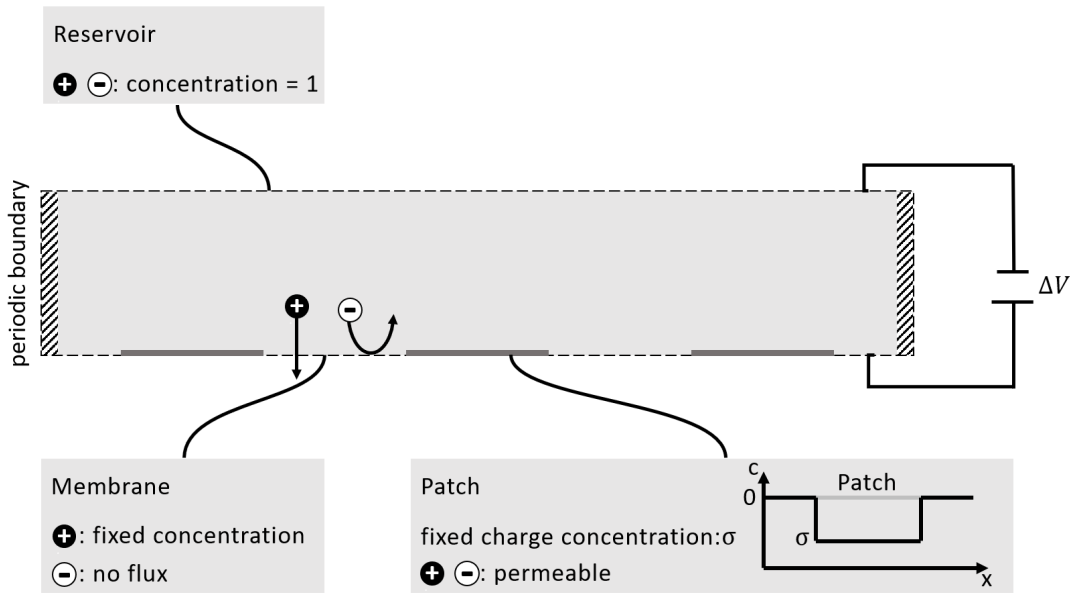 Reservoir
+ -: concentration = 1
periodic boundary
+ -
ΔV
Membrane
+: fixed concentration
-: no flux
Patch
fixed charge concentration:σ
+ -: permeable
c
0
Patch
σ
x